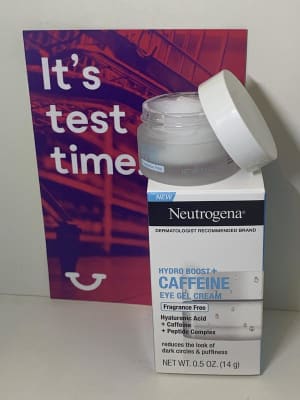 It's
test
time.
NEW
Neutrogena®
DERMATOLOGIST RECOMMENDED BRAND
HYDRO BOOST+
CAFFEINE
EYE GEL CREAM
Fragrance Free
Hyaluronic Acid
+ Caffeine
+ Peptide Complex
reduces the look of
dark circles & puffiness
NET WT. 0.5 OZ. (14 g)